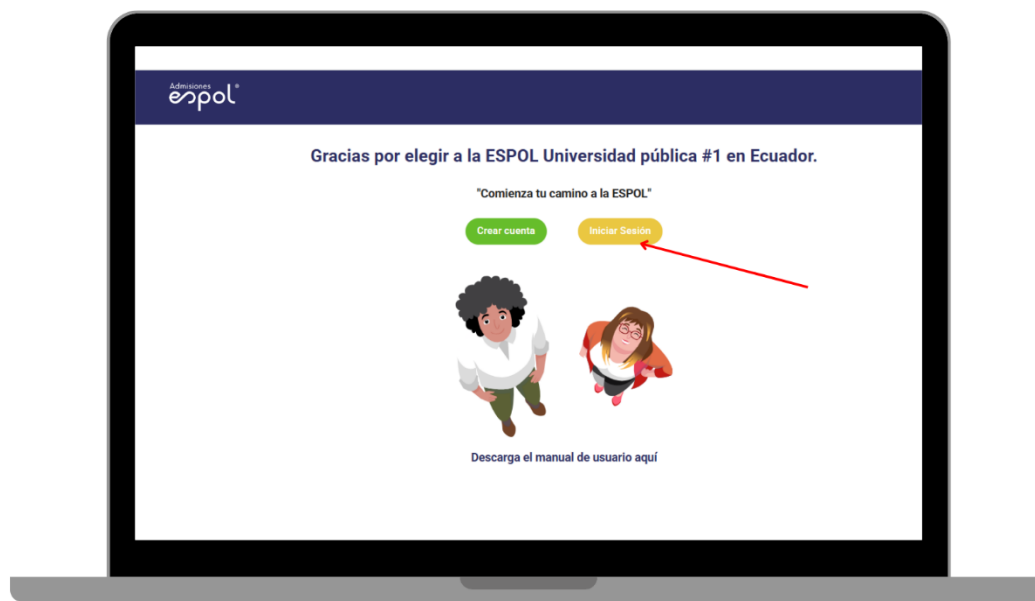 Admisiones
espol®
Gracias por elegir a la ESPOL Universidad pública #1 en Ecuador.
"Comienza tu camino a la ESPOL"
Crear cuenta
Iniciar Sesión
Descarga el manual de usuario aquí